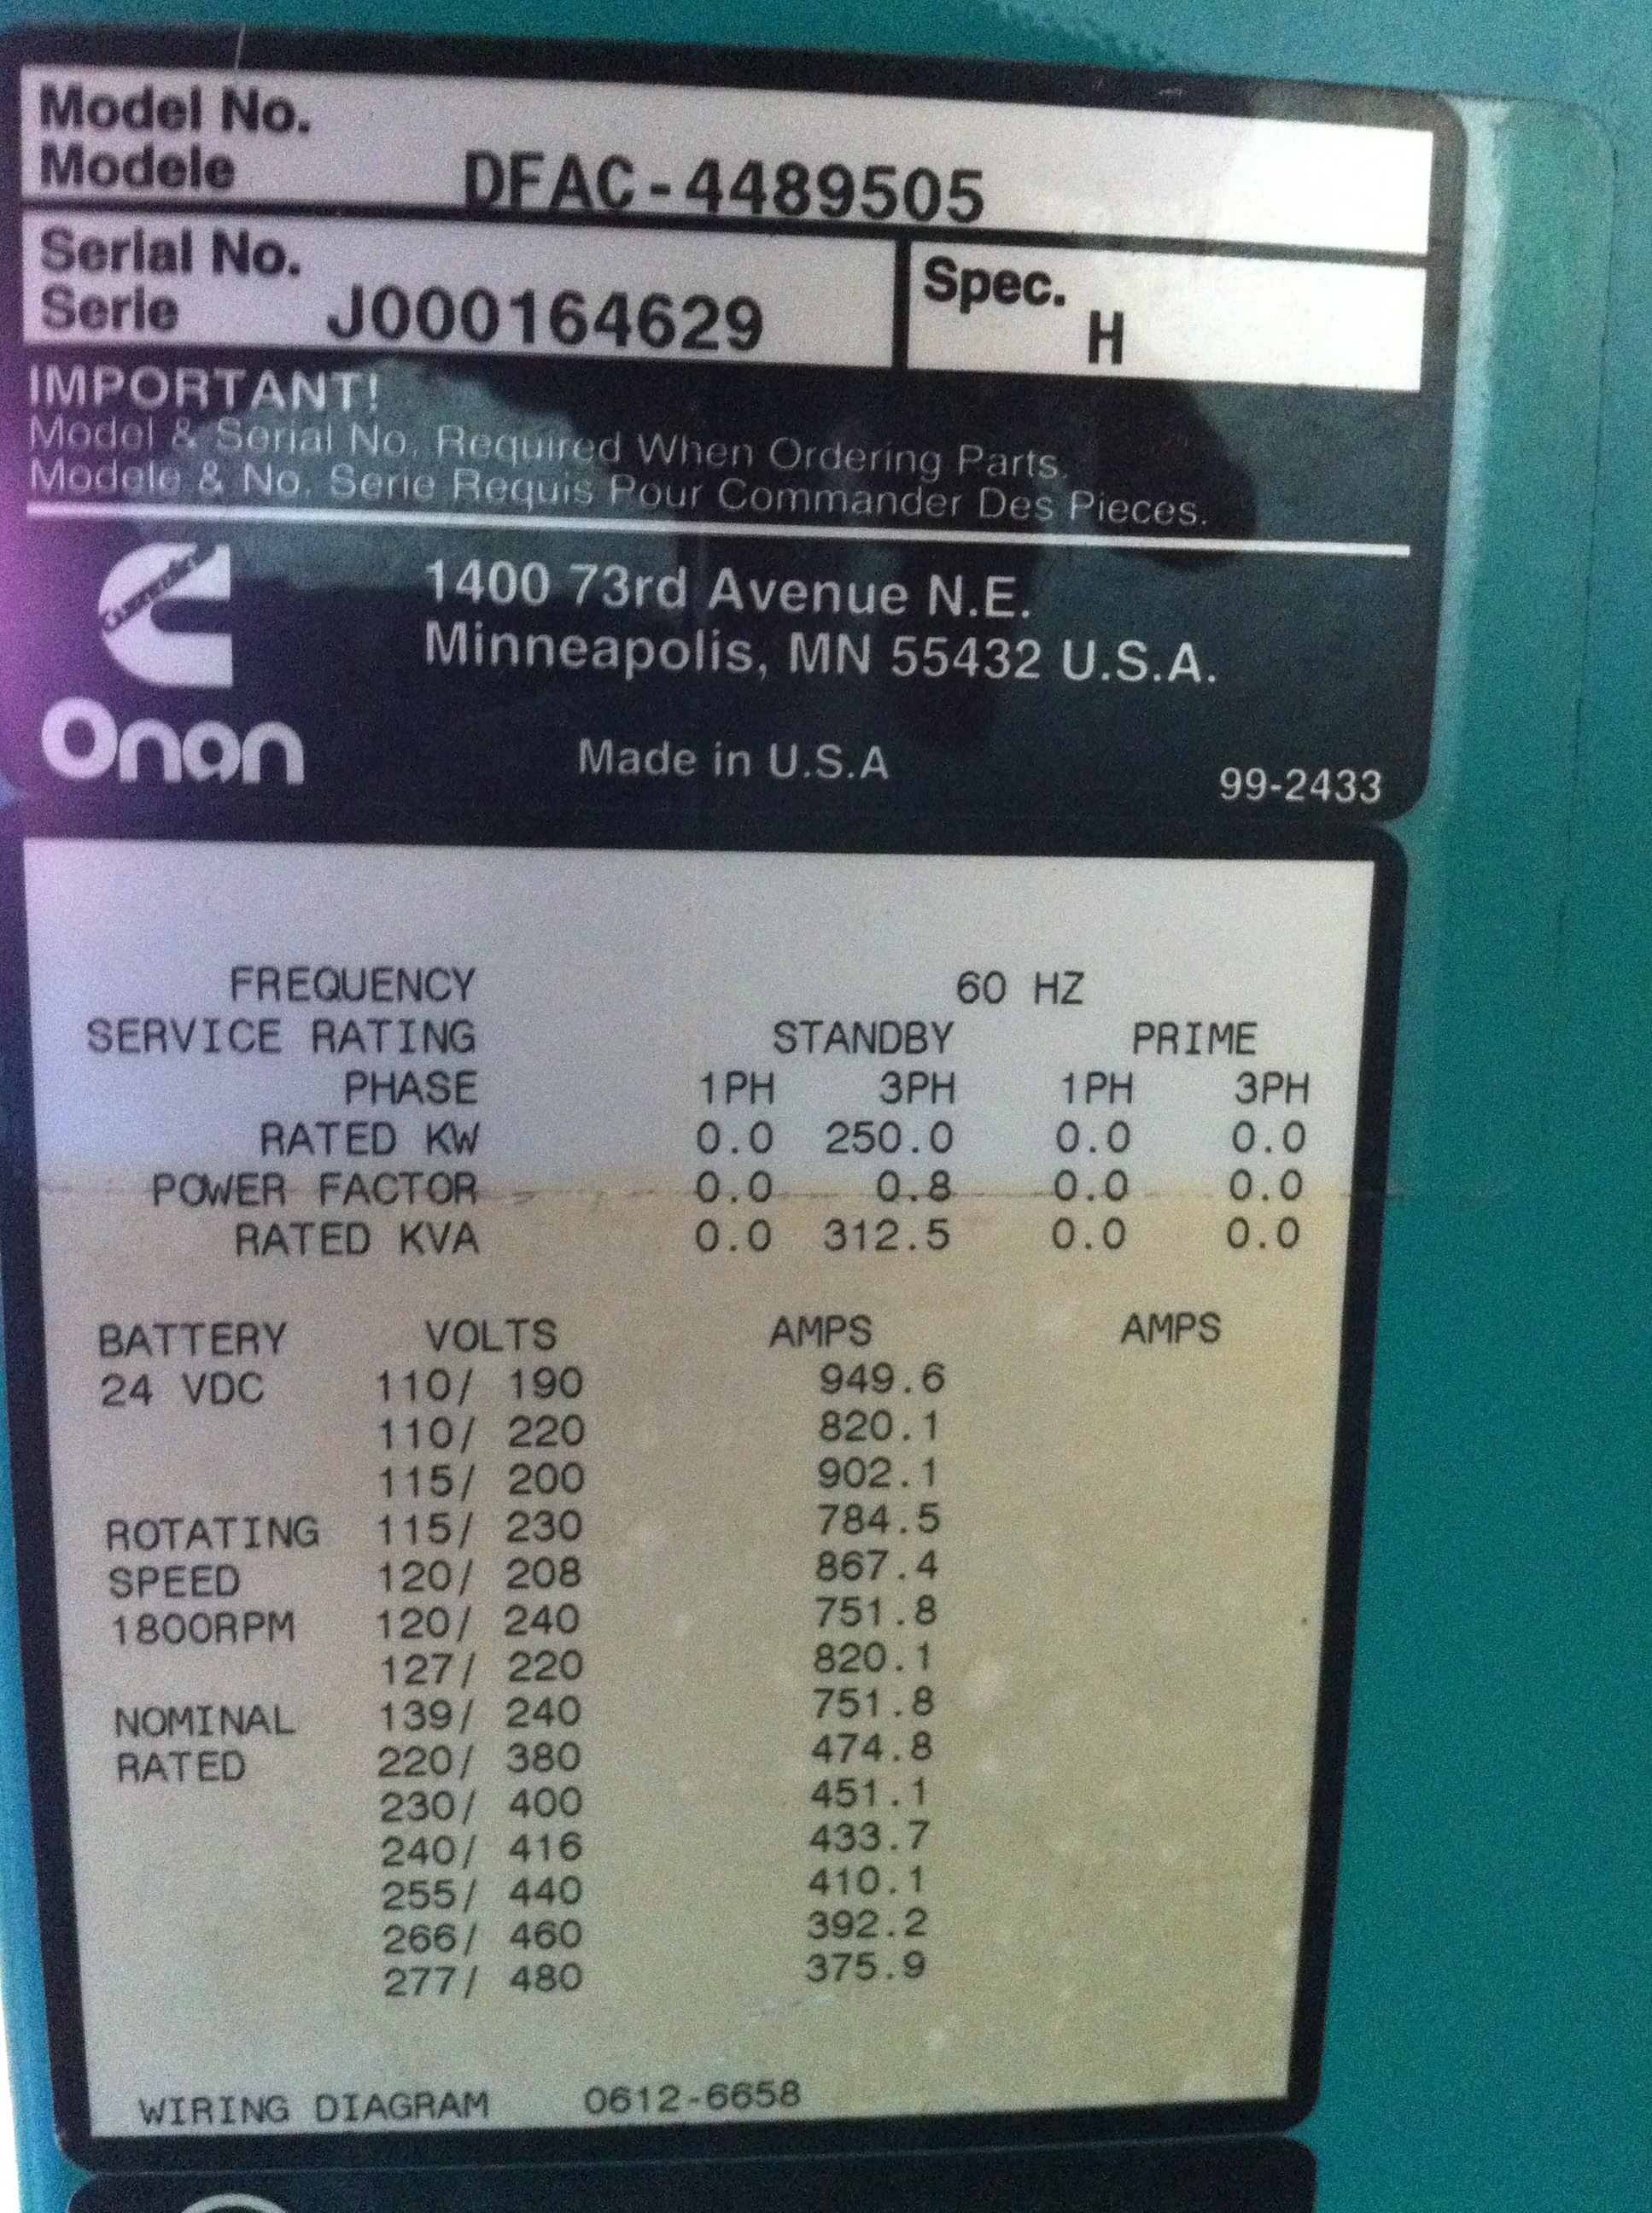 Model No.
Modele DFAC-4489505
Serial No.
Serie J000164629
Spec. H
IMPORTANT!
Model & Serial No. Required When Ordering Parts.
Modele & No. Serie Requis Pour Commander Des Pieces.
Onan
1400 73rd Avenue N.E.
Minneapolis, MN 55432 U.S.A.
Made in U.S.A
99-2433
FREQUENCY 60 HZ
SERVICE RATING STANDBY PRIME
PHASE 1PH 3PH 1PH 3PH
RATED KW 0.0 250.0 0.0 0.0
POWER FACTOR 0.0 0.8 0.0 0.0
RATED KVA 0.0 312.5 0.0 0.0
BATTERY VOLTS AMPS AMPS
24 VDC 110/ 190 949.6
110/ 220 820.1
115/ 200 902.1
ROTATING 115/ 230 784.5
SPEED 120/ 208 867.4
1800RPM 120/ 240 751.8
127/ 220 820.1
NOMINAL 139/ 240 751.8
RATED 220/ 380 474.8
230/ 400 451.1
240/ 416 433.7
255/ 440 410.1
266/ 460 392.2
277/ 480 375.9
WIRING DIAGRAM 0612-6658